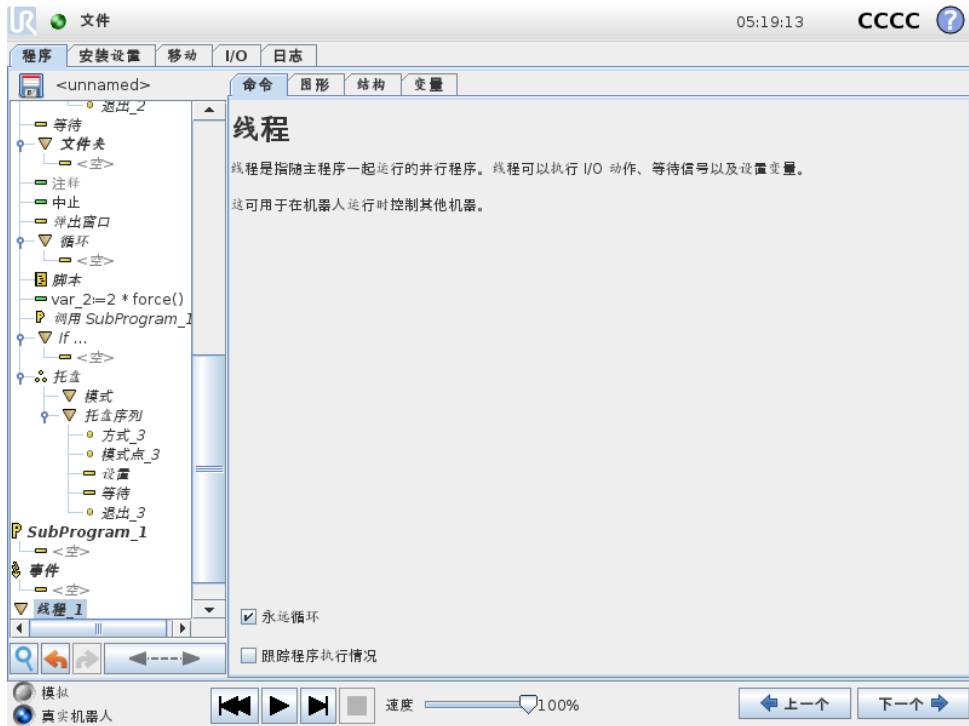 UR 文件 05:19:13 CCCC ?
程序 安装设置 移动 I/O 日志
<unnamed>
命令 图形 结构 变量
退出_2
等待
文件夹
<空>
注释
中止
弹出窗口
循环
<空>
脚本
var_2:=2 * force()
调用 SubProgram_1
If ...
<空>
托盘
模式
托盘序列
方式_3
模式点_3
设置
等待
退出_3
SubProgram_1
<空>
事件
<空>
线程_1
线程
线程是指随主程序一起运行的并行程序。线程可以执行 I/O 动作、等待信号以及设置变量。
这可用于在机器人运行时控制其他机器。
永远循环
跟踪程序执行情况
模拟
真实机器人
速度 100%
上一个 下一个